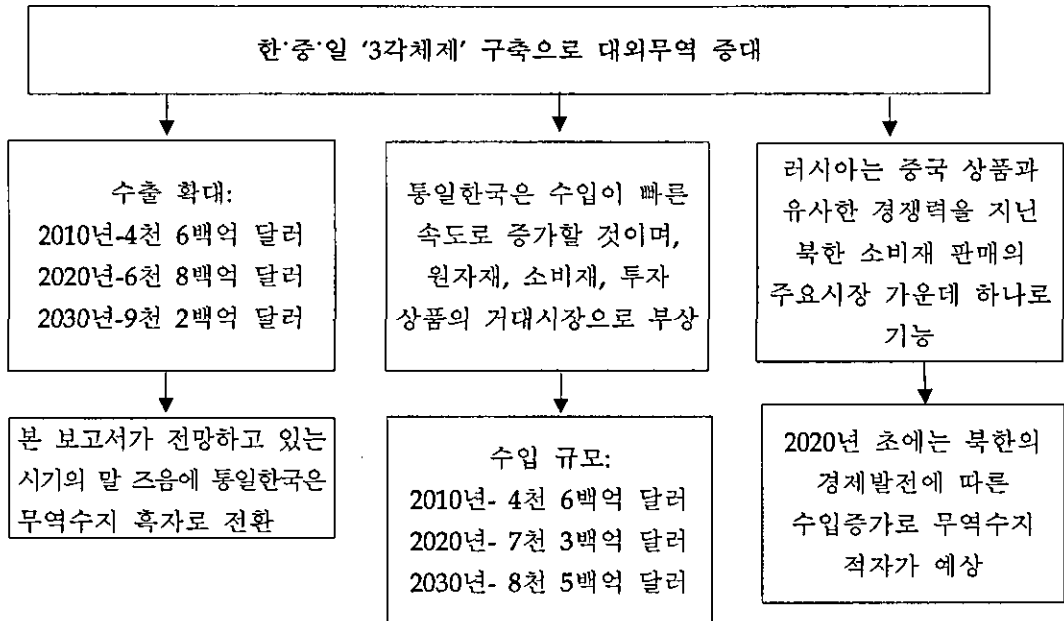 한·중·일 '3각체제' 구축으로 대외무역 증대
수출 확대:
2010년-4천 6백억 달러
2020년-6천 8백억 달러
2030년-9천 2백억 달러
본 보고서가 전망하고 있는
시기의 말 즈음에 통일한국은
무역수지 흑자로 전환
통일한국은 수입이 빠른
속도로 증가할 것이며,
원자재, 소비재, 투자
상품의 거대시장으로 부상
수입 규모:
2010년- 4천 6백억 달러
2020년- 7천 3백억 달러
2030년- 8천 5백억 달러
러시아는 중국 상품과
유사한 경쟁력을 지닌
북한 소비재 판매의
주요시장 가운데 하나로
기능
2020년 초에는 북한의
경제발전에 따른
수입증가로 무역수지
적자가 예상